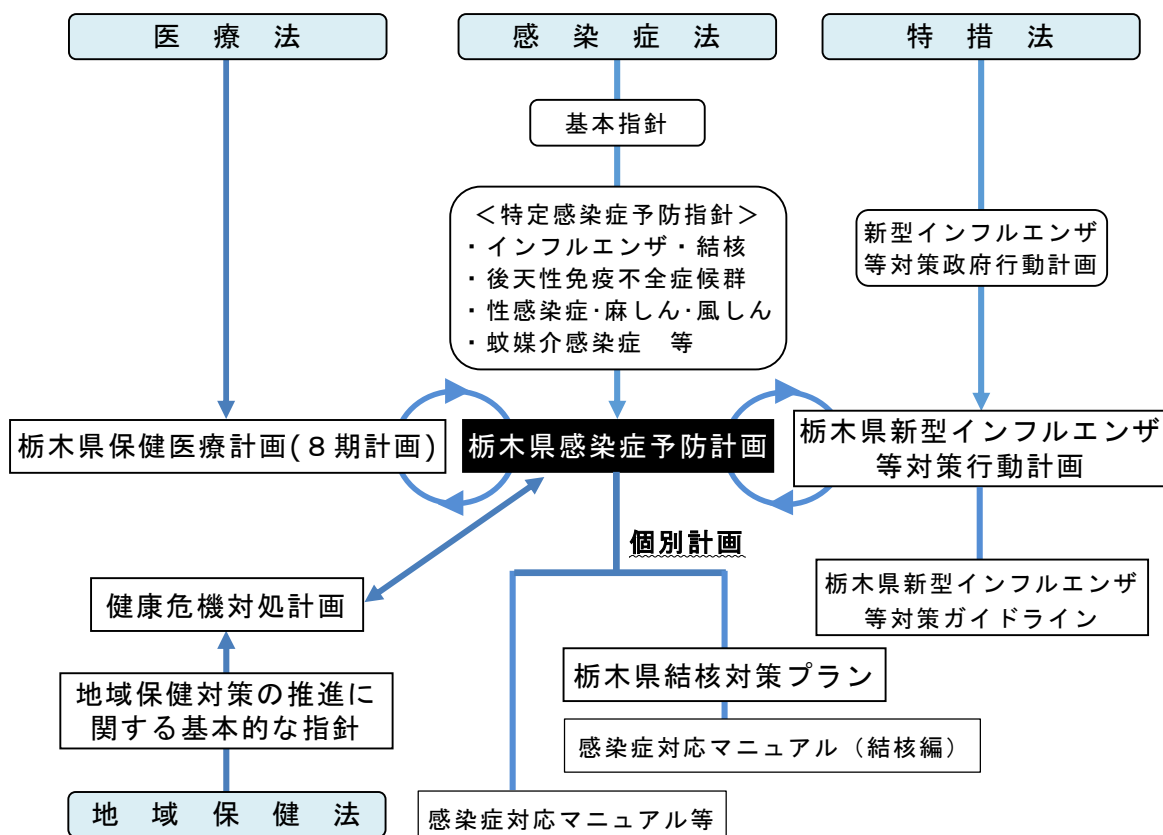 医療法
感染症法
特措法
基本指針
＜特定感染症予防指針＞
・インフルエンザ・結核
・後天性免疫不全症候群
・性感染症・麻しん・風しん
・蚊媒介感染症　等
新型インフルエンザ
等対策政府行動計画
栃木県保健医療計画(８期計画)
栃木県感染症予防計画
栃木県新型インフルエンザ
等対策行動計画
個別計画
健康危機対処計画
栃木県新型インフルエンザ
等対策ガイドライン
地域保健対策の推進に
関する基本的な指針
栃木県結核対策プラン
感染症対応マニュアル（結核編）
地域保健法
感染症対応マニュアル等